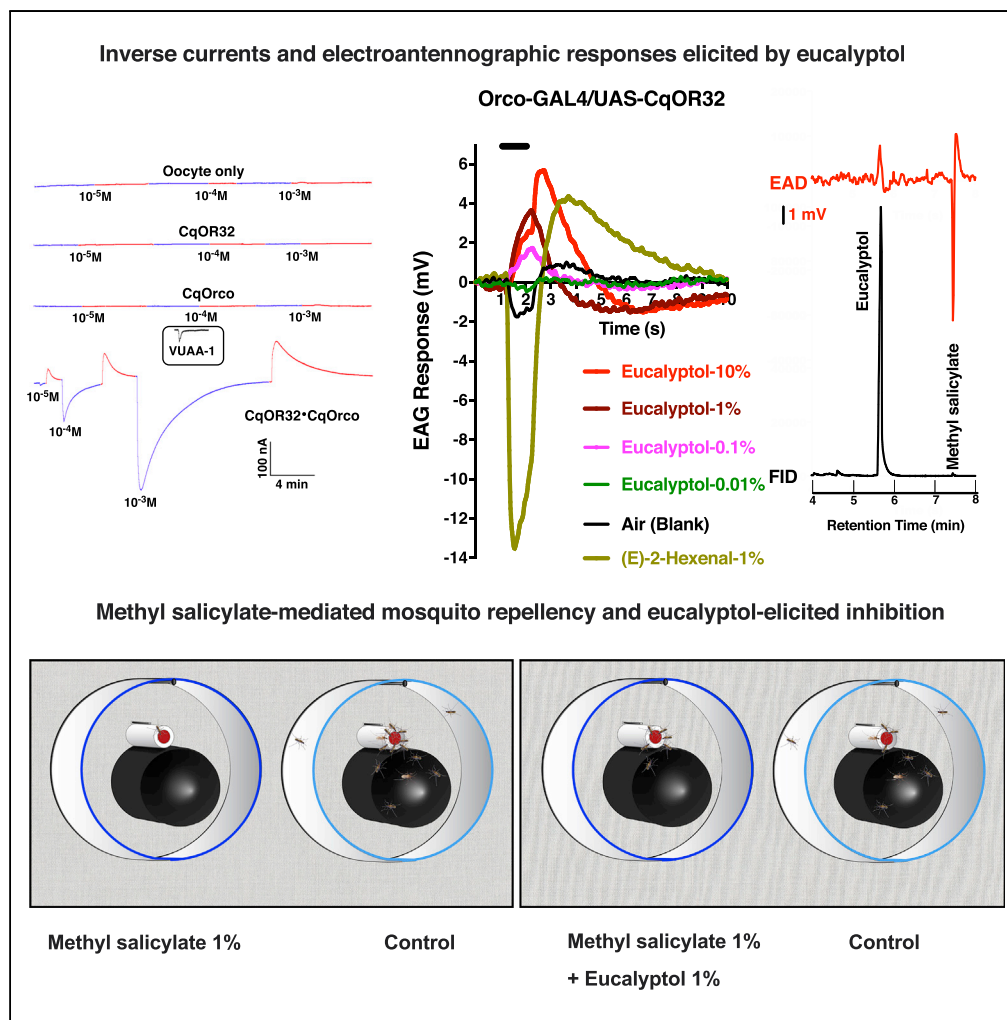 Inverse currents and electroantennographic responses elicited by eucalyptol
Oocyte only
10-5M 10-4M 10-3M
CqOR32
10-5M 10-4M 10-3M
CqOrco
10-5M 10-4M 10-3M
VUAA-1
10-5M
10-4M
10-3M
CqOR32•CqOrco
100 nA
4 min
Orco-GAL4/UAS-CqOR32
EAG Response (mV)
6
4
2
0
-2
-4
-6
-8
-10
-12
-14
1 2 3 4 5 6 7 8 9 10
Time (s)
Eucalyptol-10%
Eucalyptol-1%
Eucalyptol-0.1%
Eucalyptol-0.01%
Air (Blank)
(E)-2-Hexenal-1%
EAD
1 mV
Eucalyptol
Methyl salicylate
FID
4 5 6 7 8
Retention Time (min)
Methyl salicylate-mediated mosquito repellency and eucalyptol-elicited inhibition
Methyl salicylate 1%
Control
Methyl salicylate 1%
+ Eucalyptol 1%
Control